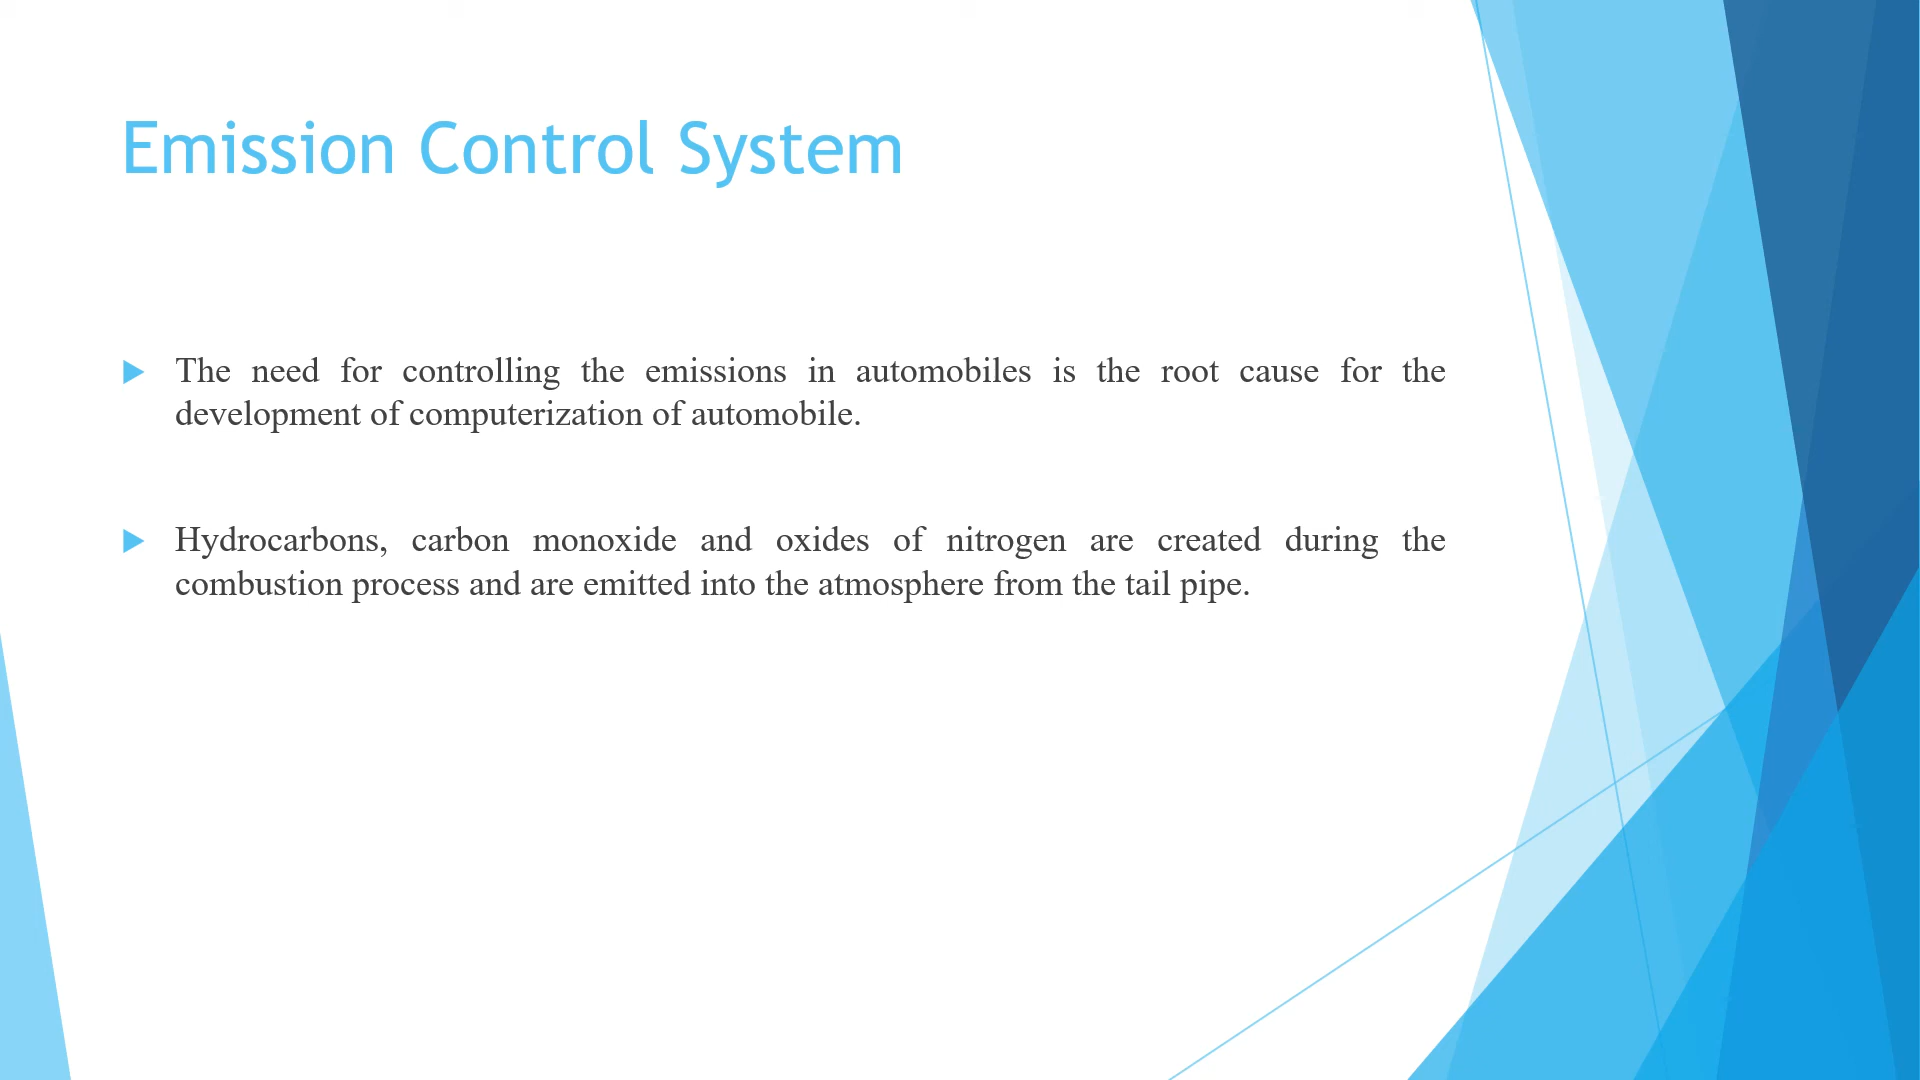 Emission Control System
The need for controlling the emissions in automobiles is the root cause for the
development of computerization of automobile.
Hydrocarbons, carbon monoxide and oxides of nitrogen are created during the
combustion process and are emitted into the atmosphere from the tail pipe.